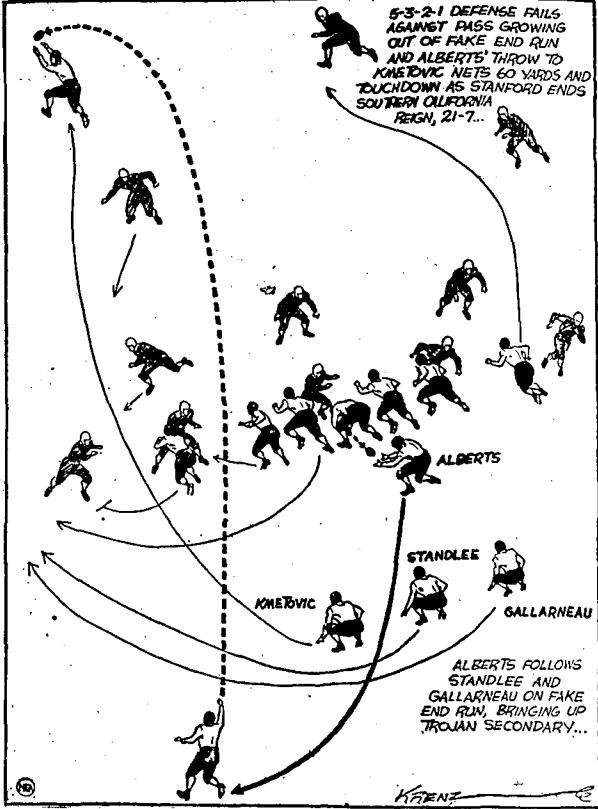 5-3-2-1 DEFENSE FAILS
AGAINST PASS GROWING
OUT OF FAKE END RUN
AND ALBERTS' THROW TO
KMETOVIC NETS 60 YARDS AND
TOUCHDOWN AS STANFORD ENDS
SOUTHERN CALIFORNIA
REIGN, 21-7...
ALBERTS
STANDLEE
KMETOVIC
GALLARNEAU
ALBERTS FOLLOWS
STANDLEE AND
GALLARNEAU ON FAKE
END RUN, BRINGING UP
TROJAN SECONDARY...
KRENZ